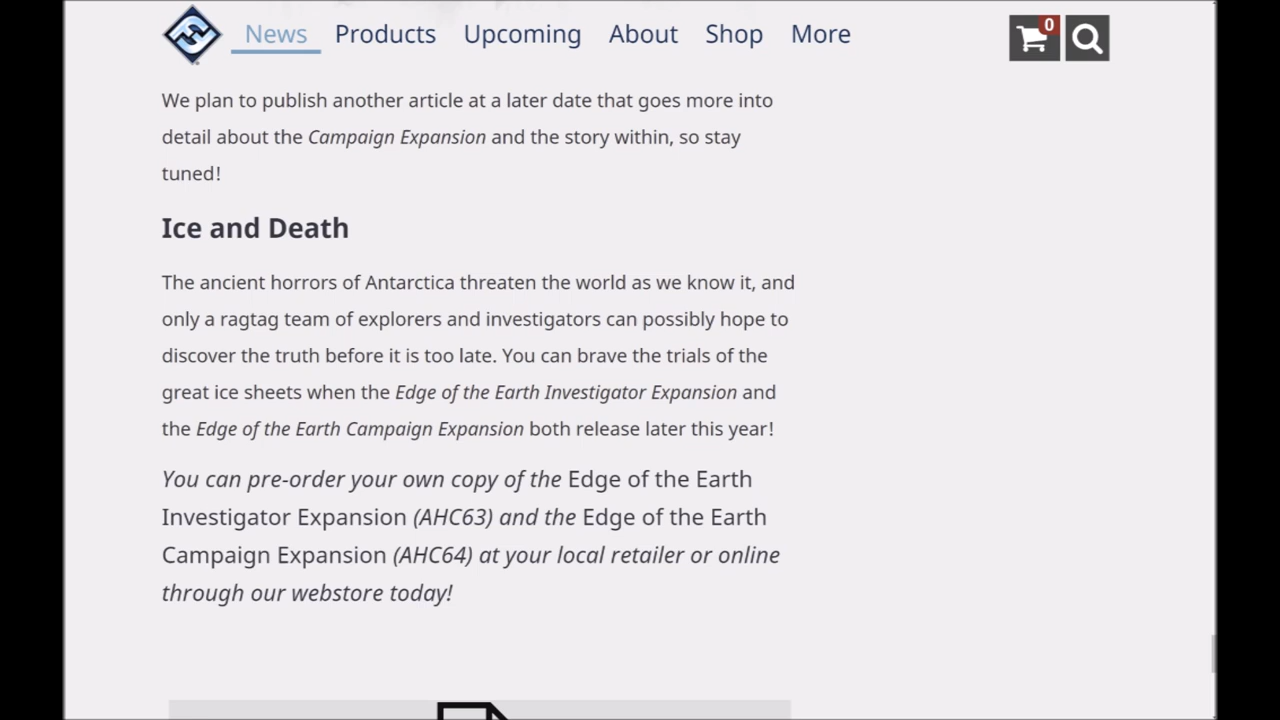 News Products Upcoming About Shop More
0
We plan to publish another article at a later date that goes more into
detail about the Campaign Expansion and the story within, so stay
tuned!
Ice and Death
The ancient horrors of Antarctica threaten the world as we know it, and
only a ragtag team of explorers and investigators can possibly hope to
discover the truth before it is too late. You can brave the trials of the
great ice sheets when the Edge of the Earth Investigator Expansion and
the Edge of the Earth Campaign Expansion both release later this year!
You can pre-order your own copy of the Edge of the Earth
Investigator Expansion (AHC63) and the Edge of the Earth
Campaign Expansion (AHC64) at your local retailer or online
through our webstore today!